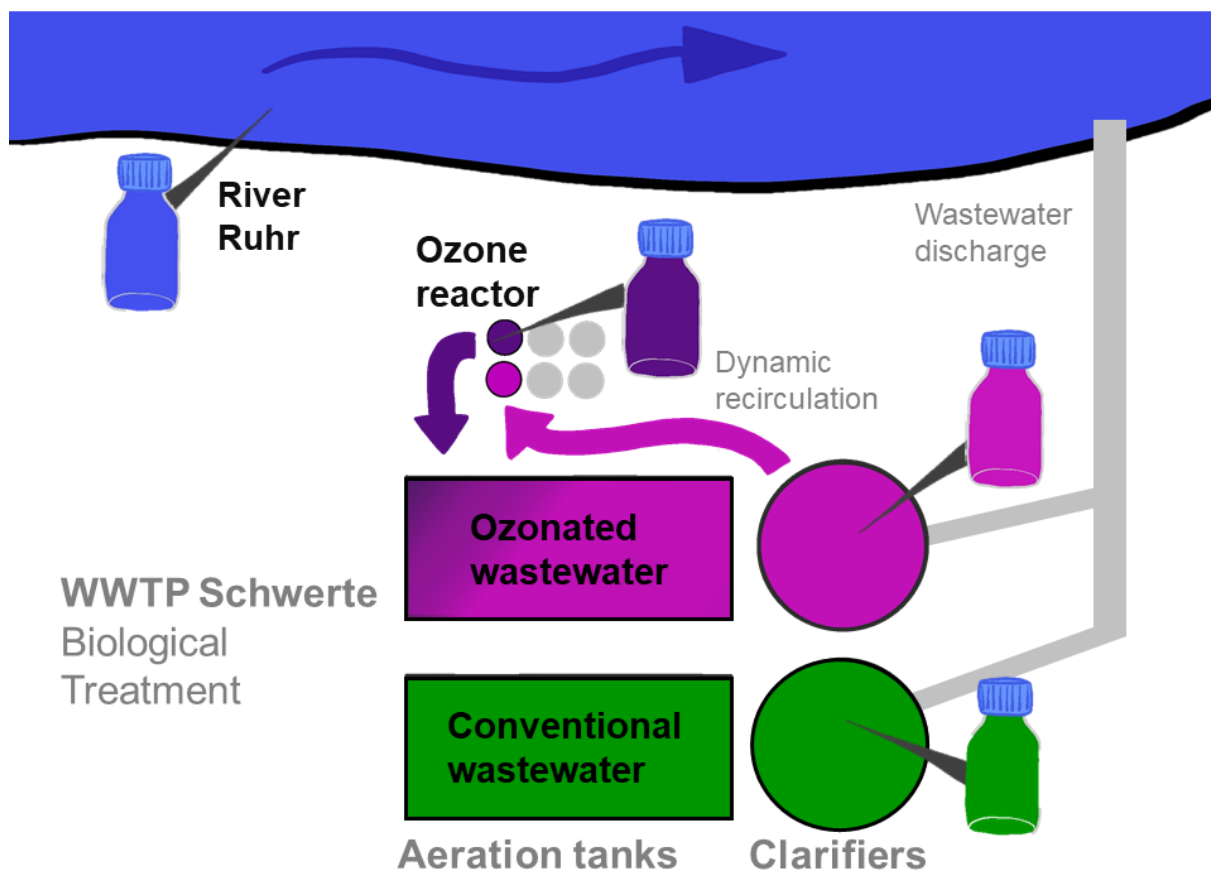 River
Ruhr
Wastewater
discharge
Ozone
reactor
Dynamic
recirculation
Ozonated
wastewater
WWTP Schwerte
Biological
Treatment
Conventional
wastewater
Aeration tanks
Clarifiers